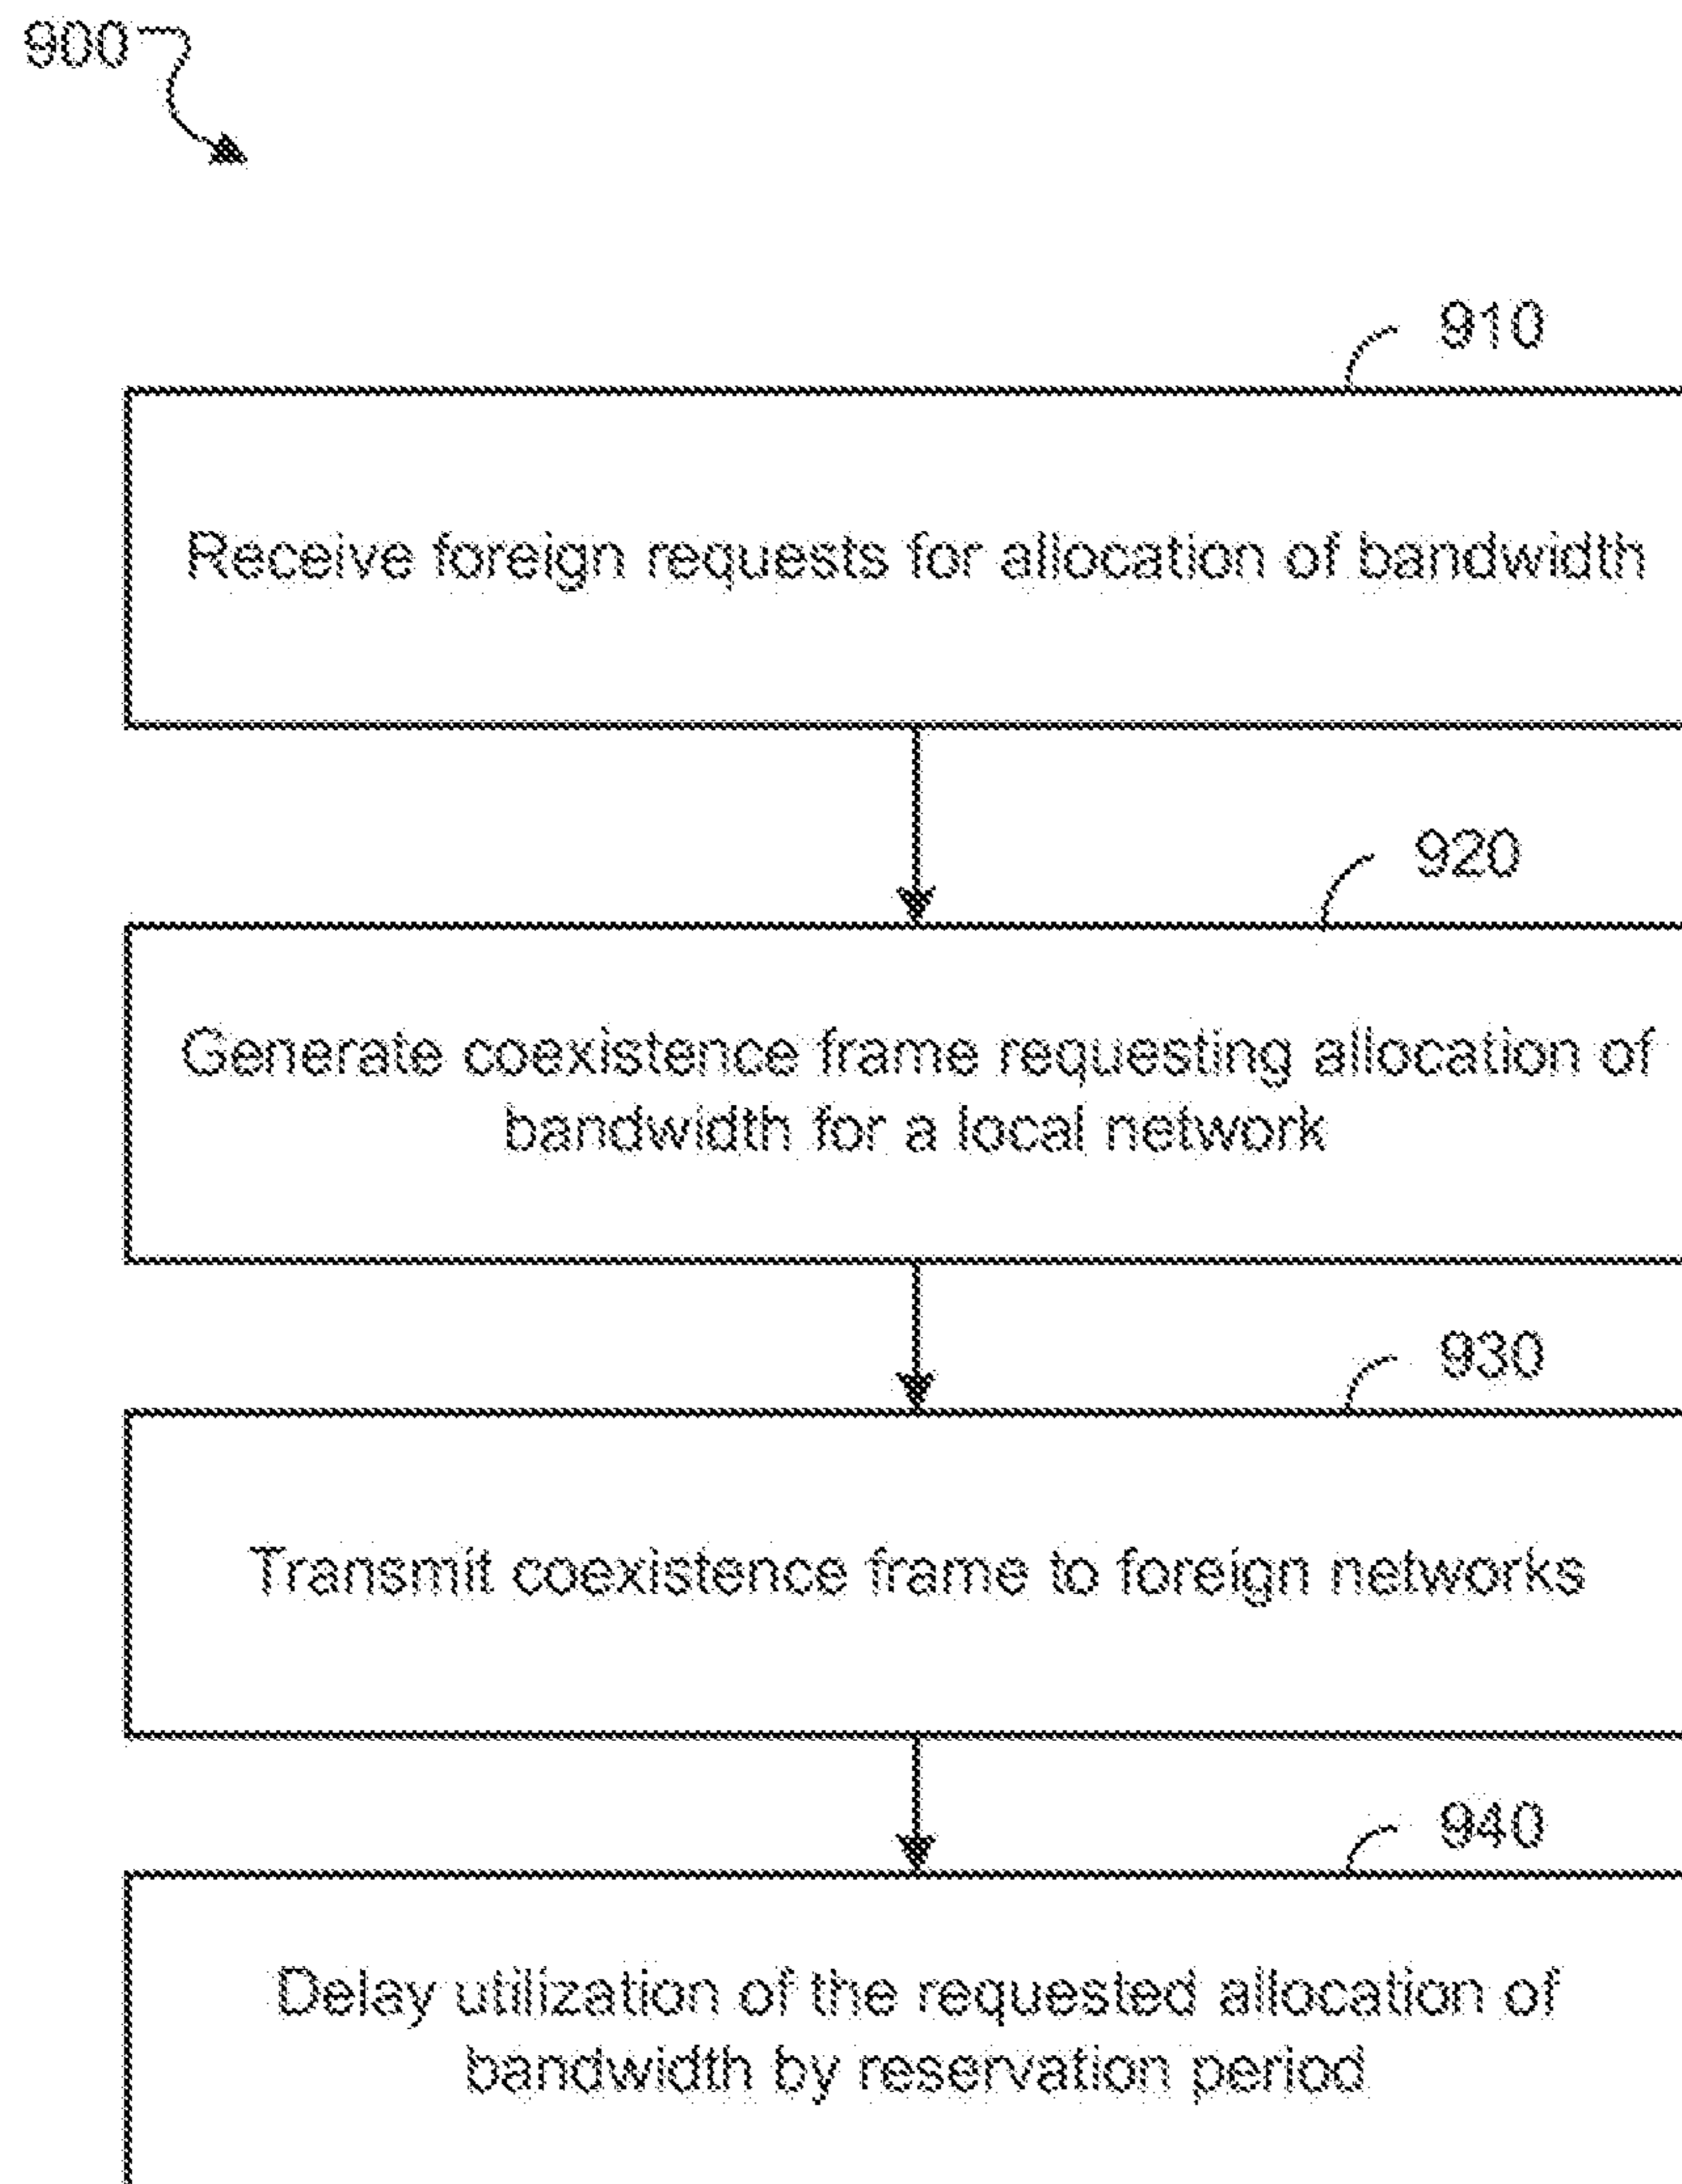 900
910
Receive foreign requests for allocation of bandwidth
920
Generate coexistence frame requesting allocation of
bandwidth for a local network
930
Transmit coexistence frame to foreign networks
940
Delay utilization of the requested allocation of
bandwidth by reservation period